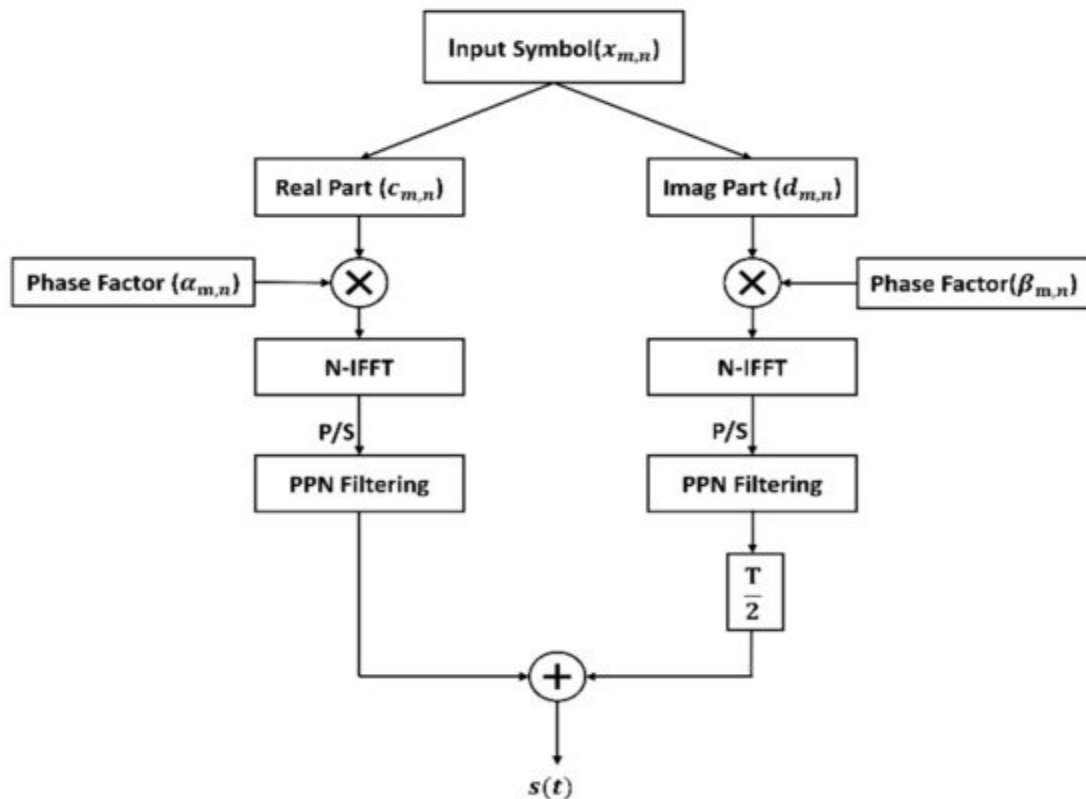 Input Symbol(x_{m,n})
Real Part (c_{m,n})
Imag Part (d_{m,n})
Phase Factor (α_{m,n})
×
×
Phase Factor(β_{m,n})
N-IFFT
N-IFFT
P/S
P/S
PPN Filtering
PPN Filtering
T
2
+
s(t)